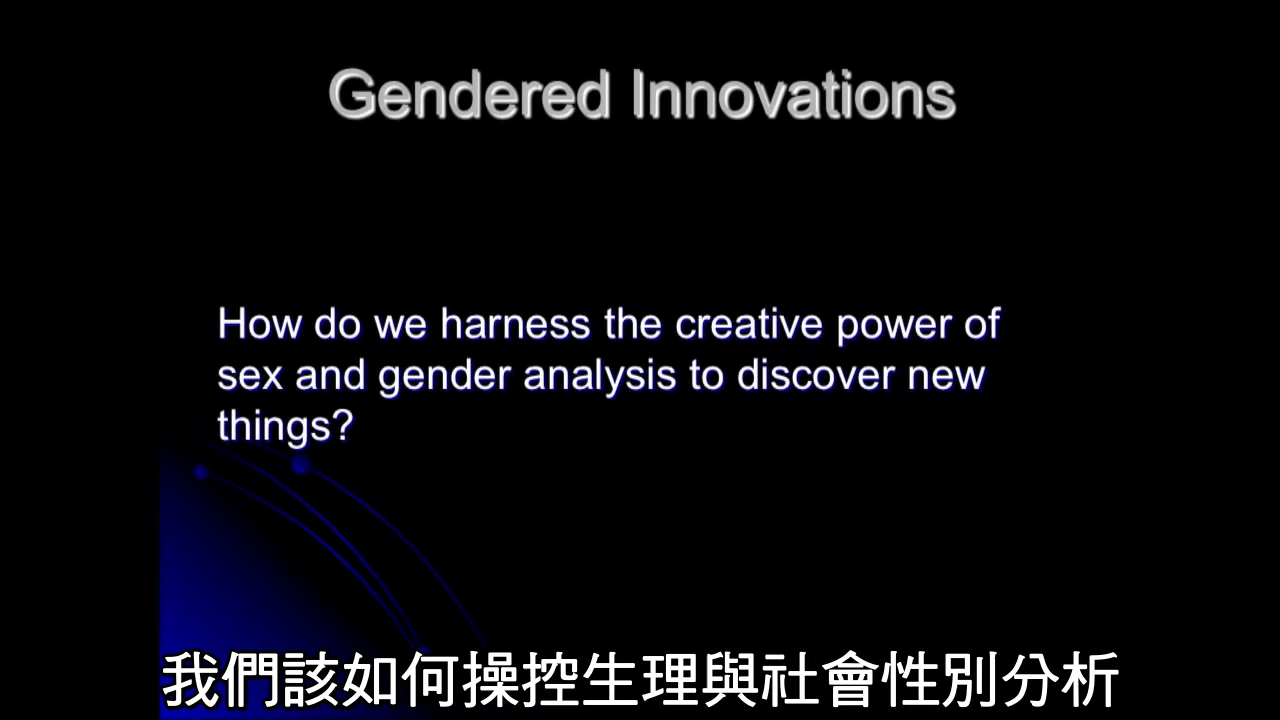 Gendered Innovations
How do we harness the creative power of
sex and gender analysis to discover new
things?
我們該如何操控生理與社會性別分析